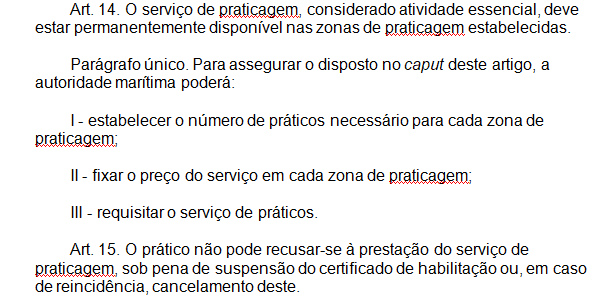 Art. 14. O serviço de praticagem, considerado atividade essencial, deve
estar permanentemente disponível nas zonas de praticagem estabelecidas.
Parágrafo único. Para assegurar o disposto no caput deste artigo, a
autoridade marítima poderá:
I - estabelecer o número de práticos necessário para cada zona de
praticagem;
II - fixar o preço do serviço em cada zona de praticagem;
III - requisitar o serviço de práticos.
Art. 15. O prático não pode recusar-se à prestação do serviço de
praticagem, sob pena de suspensão do certificado de habilitação ou, em caso
de reincidência, cancelamento deste.